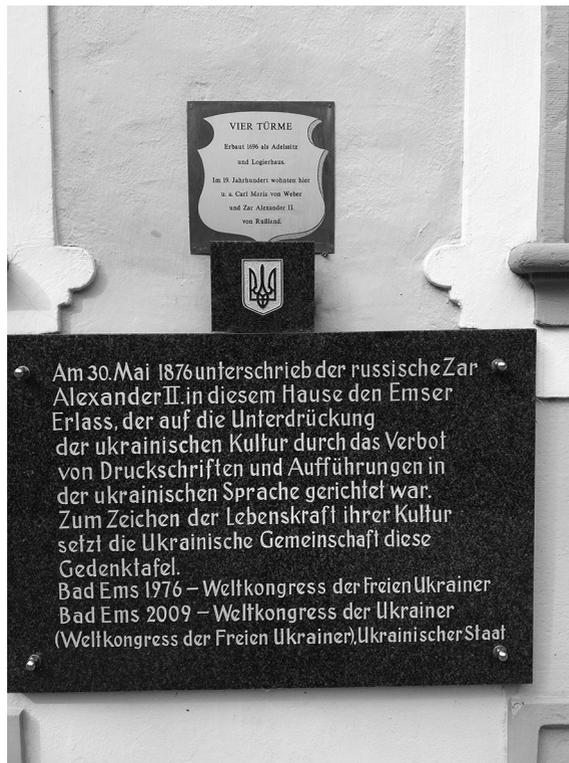 VIER TÜRME
Erbaut 1696 als Adelssitz
und Logierhaus.
Im 19. Jahrhundert wohnten hier
u. a. Carl Maria von Weber
und Zar Alexander II.
von Rußland.
Am 30. Mai 1876 unterschrieb der russische Zar
Alexander II. in diesem Hause den Emser
Erlass, der auf die Unterdrückung
der ukrainischen Kultur durch das Verbot
von Druckschriften und Aufführungen in
der ukrainischen Sprache gerichtet war.
Zum Zeichen der Lebenskraft ihrer Kultur
setzt die Ukrainische Gemeinschaft diese
Gedenktafel.
Bad Ems 1976 – Weltkongress der Freien Ukrainer
Bad Ems 2009 – Weltkongress der Ukrainer
(Weltkongress der Freien Ukrainer), Ukrainischer Staat